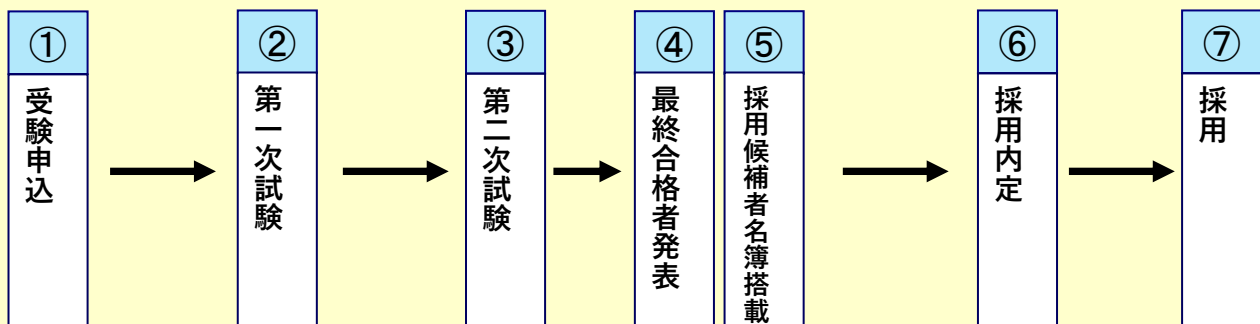 ①
受験申込
②
第一次試験
③
第二次試験
④
最終合格者発表
⑤
採用候補者名簿搭載
⑥
採用内定
⑦
採用